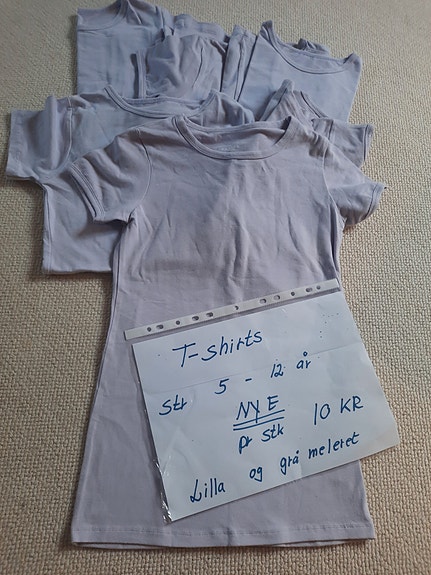 T-shirts
Str 5 - 12 år
NYE
pr stk 10 KR
Lilla og grå meleret